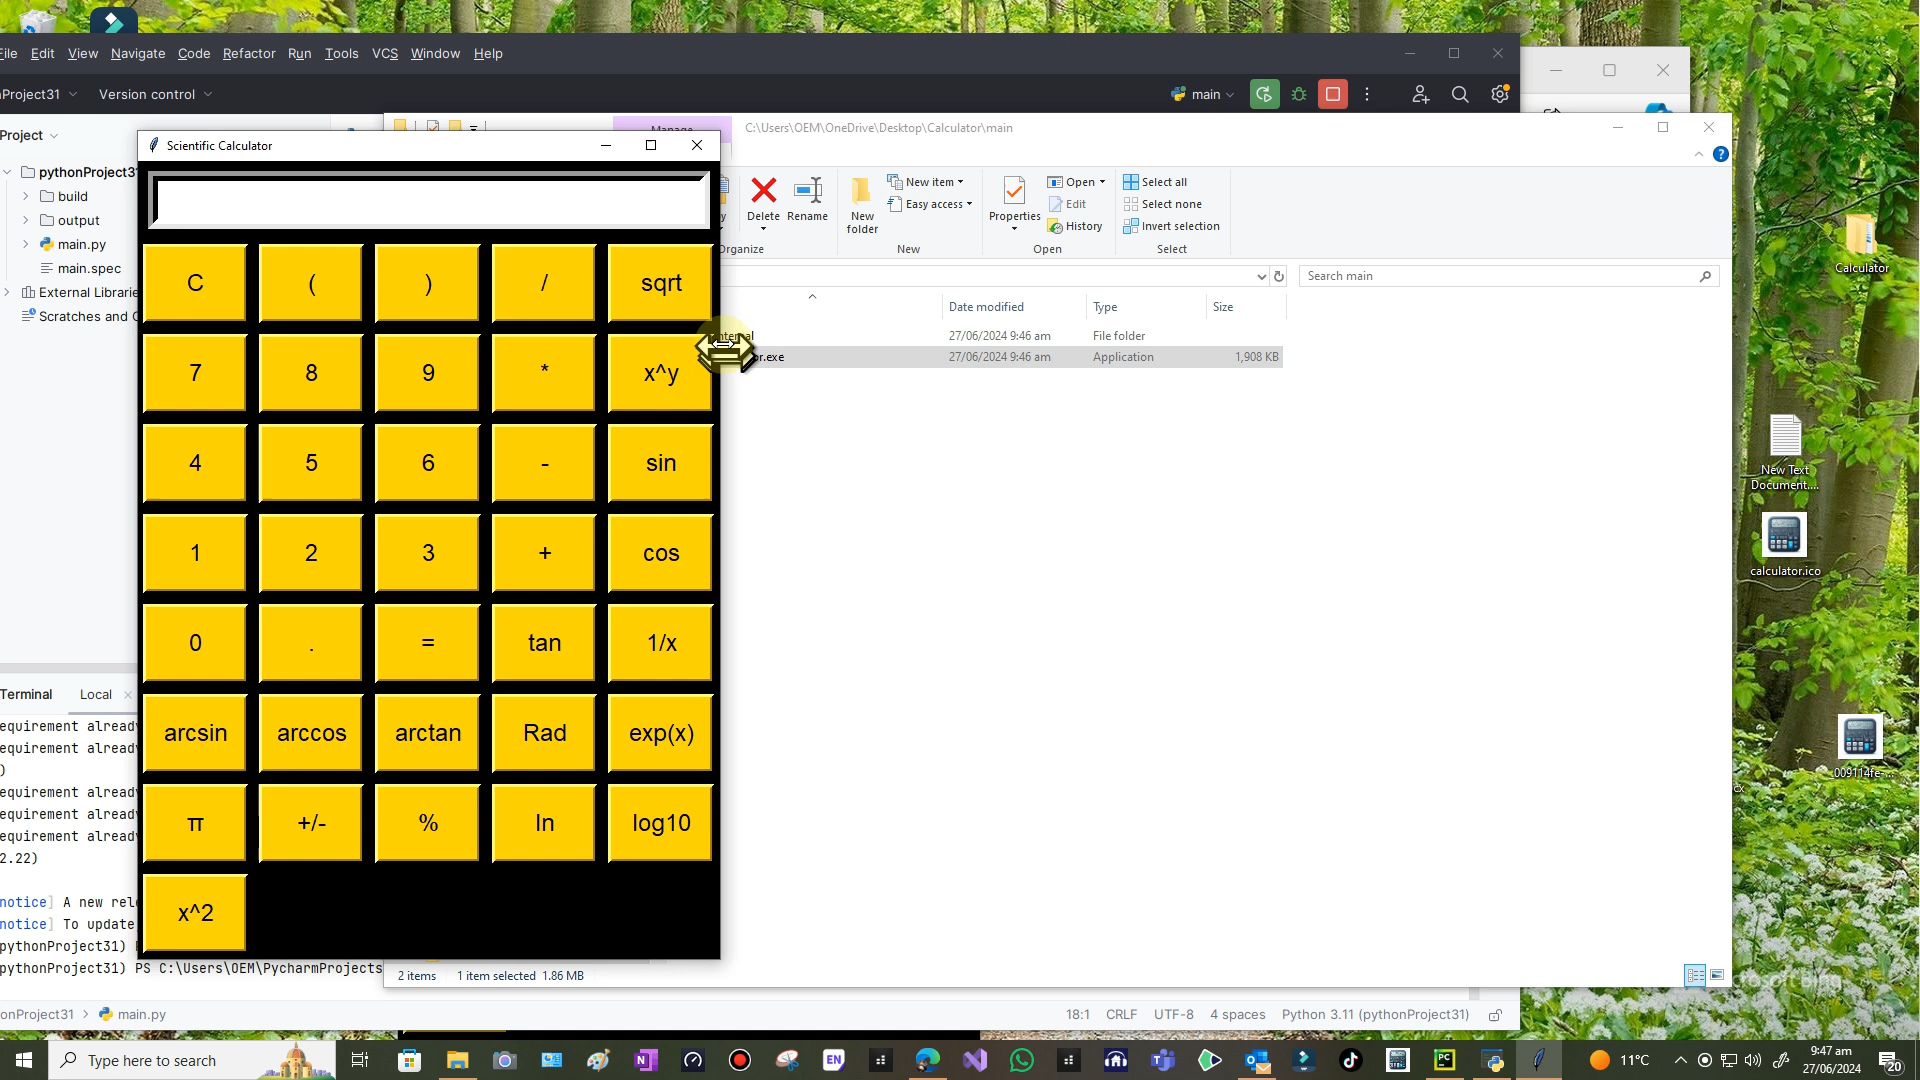 File Edit View Navigate Code Refactor Run Tools VCS Window Help
Project31 Version control main
Project
pythonProject31
build
output
main.py
main.spec
External Librarie
Scratches and C
Scientific Calculator
C ( ) / sqrt
7 8 9 * x^y
4 5 6 - sin
1 2 3 + cos
0 . = tan 1/x
arcsin arccos arctan Rad exp(x)
π +/- % ln log10
x^2
Manage C:\Users\OEM\OneDrive\Desktop\Calculator\main
Delete Rename New folder New item Easy access Properties Open Edit History Select all Select none Invert selection
Organize New Open Select
Search main
Date modified Type Size
27/06/2024 9:46 am File folder
or.exe 27/06/2024 9:46 am Application 1,908 KB
2 items 1 item selected 1.86 MB
Terminal Local
equirement already
equirement already
)
equirement already
equirement already
equirement already
2.22)
notice] A new rel
notice] To update
pythonProject31)
pythonProject31) PS C:\Users\OEM\PycharmProjects
onProject31 > main.py
18:1 CRLF UTF-8 4 spaces Python 3.11 (pythonProject31)
Calculator
New Text
Document....
calculator.ico
_009114fe-...
Type here to search
EN
PC
11°C
9:47 am
27/06/2024
20